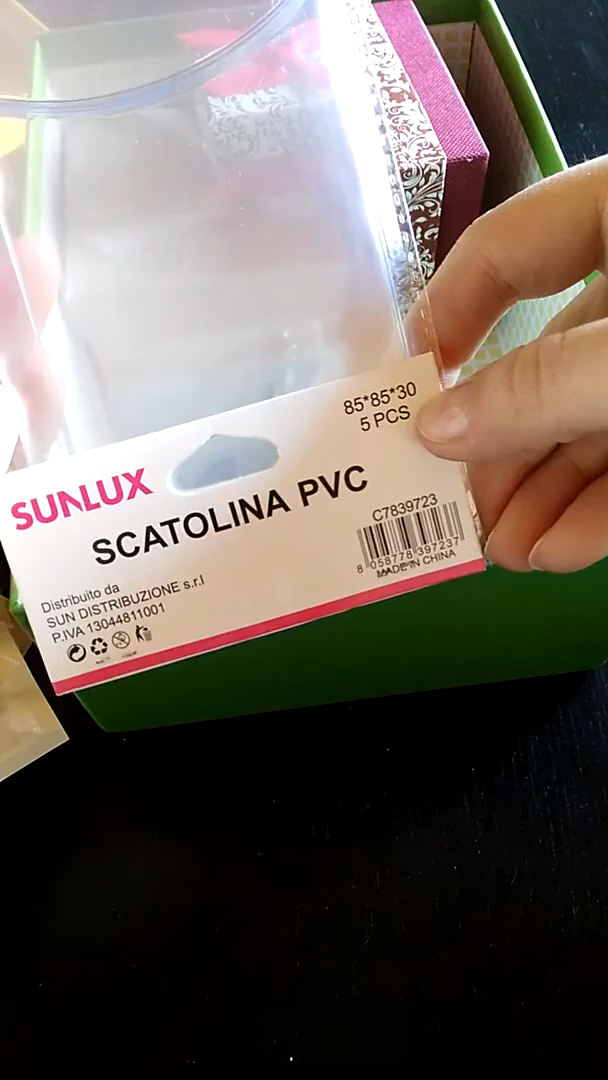 85*85*30
5 PCS
SUNLUX
SCATOLINA PVC
C7839723
8 058778 397237
MADE IN CHINA
Distribuito da
SUN DISTRIBUZIONE s.r.l
P.IVA 13044811001